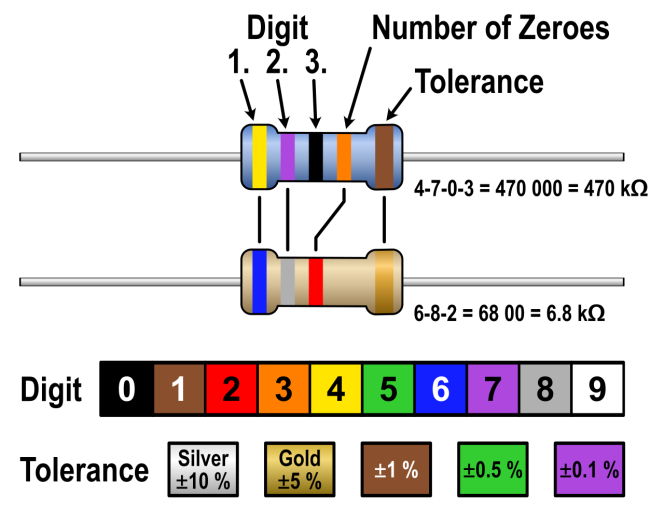 Digit
Number of Zeroes
1. 2. 3.
Tolerance
4-7-0-3 = 470 000 = 470 kΩ
6-8-2 = 68 00 = 6.8 kΩ
Digit 0 1 2 3 4 5 6 7 8 9
Tolerance
Silver
±10 %
Gold
±5 %
±1 %
±0.5 %
±0.1 %